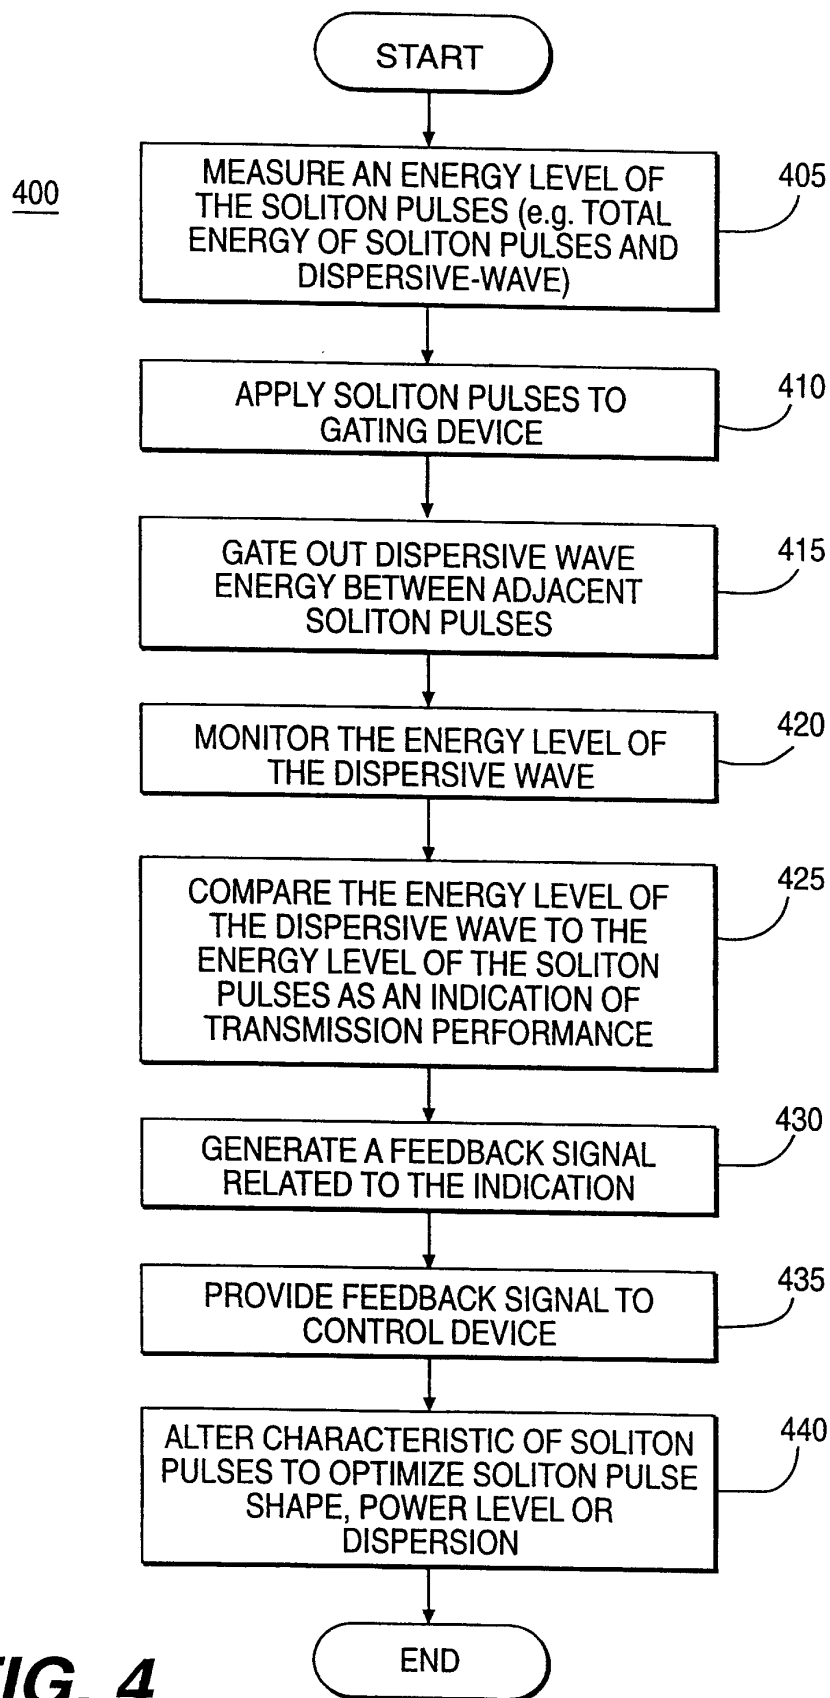 START
400
MEASURE AN ENERGY LEVEL OF
THE SOLITON PULSES (e.g. TOTAL
ENERGY OF SOLITON PULSES AND
DISPERSIVE-WAVE)
405
APPLY SOLITON PULSES TO
GATING DEVICE
410
GATE OUT DISPERSIVE WAVE
ENERGY BETWEEN ADJACENT
SOLITON PULSES
415
MONITOR THE ENERGY LEVEL OF
THE DISPERSIVE WAVE
420
COMPARE THE ENERGY LEVEL OF
THE DISPERSIVE WAVE TO THE
ENERGY LEVEL OF THE SOLITON
PULSES AS AN INDICATION OF
TRANSMISSION PERFORMANCE
425
GENERATE A FEEDBACK SIGNAL
RELATED TO THE INDICATION
430
PROVIDE FEEDBACK SIGNAL TO
CONTROL DEVICE
435
ALTER CHARACTERISTIC OF SOLITON
PULSES TO OPTIMIZE SOLITON PULSE
SHAPE, POWER LEVEL OR
DISPERSION
440
END
FIG. 4